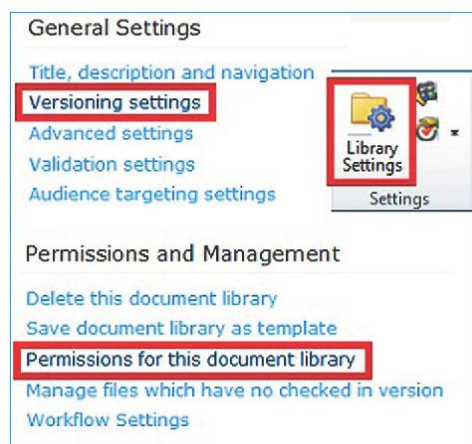 General Settings
Title, description and navigation
Versioning settings
Advanced settings
Validation settings
Audience targeting settings
Library
Settings
Settings
Permissions and Management
Delete this document library
Save document library as template
Permissions for this document library
Manage files which have no checked in version
Workflow Settings